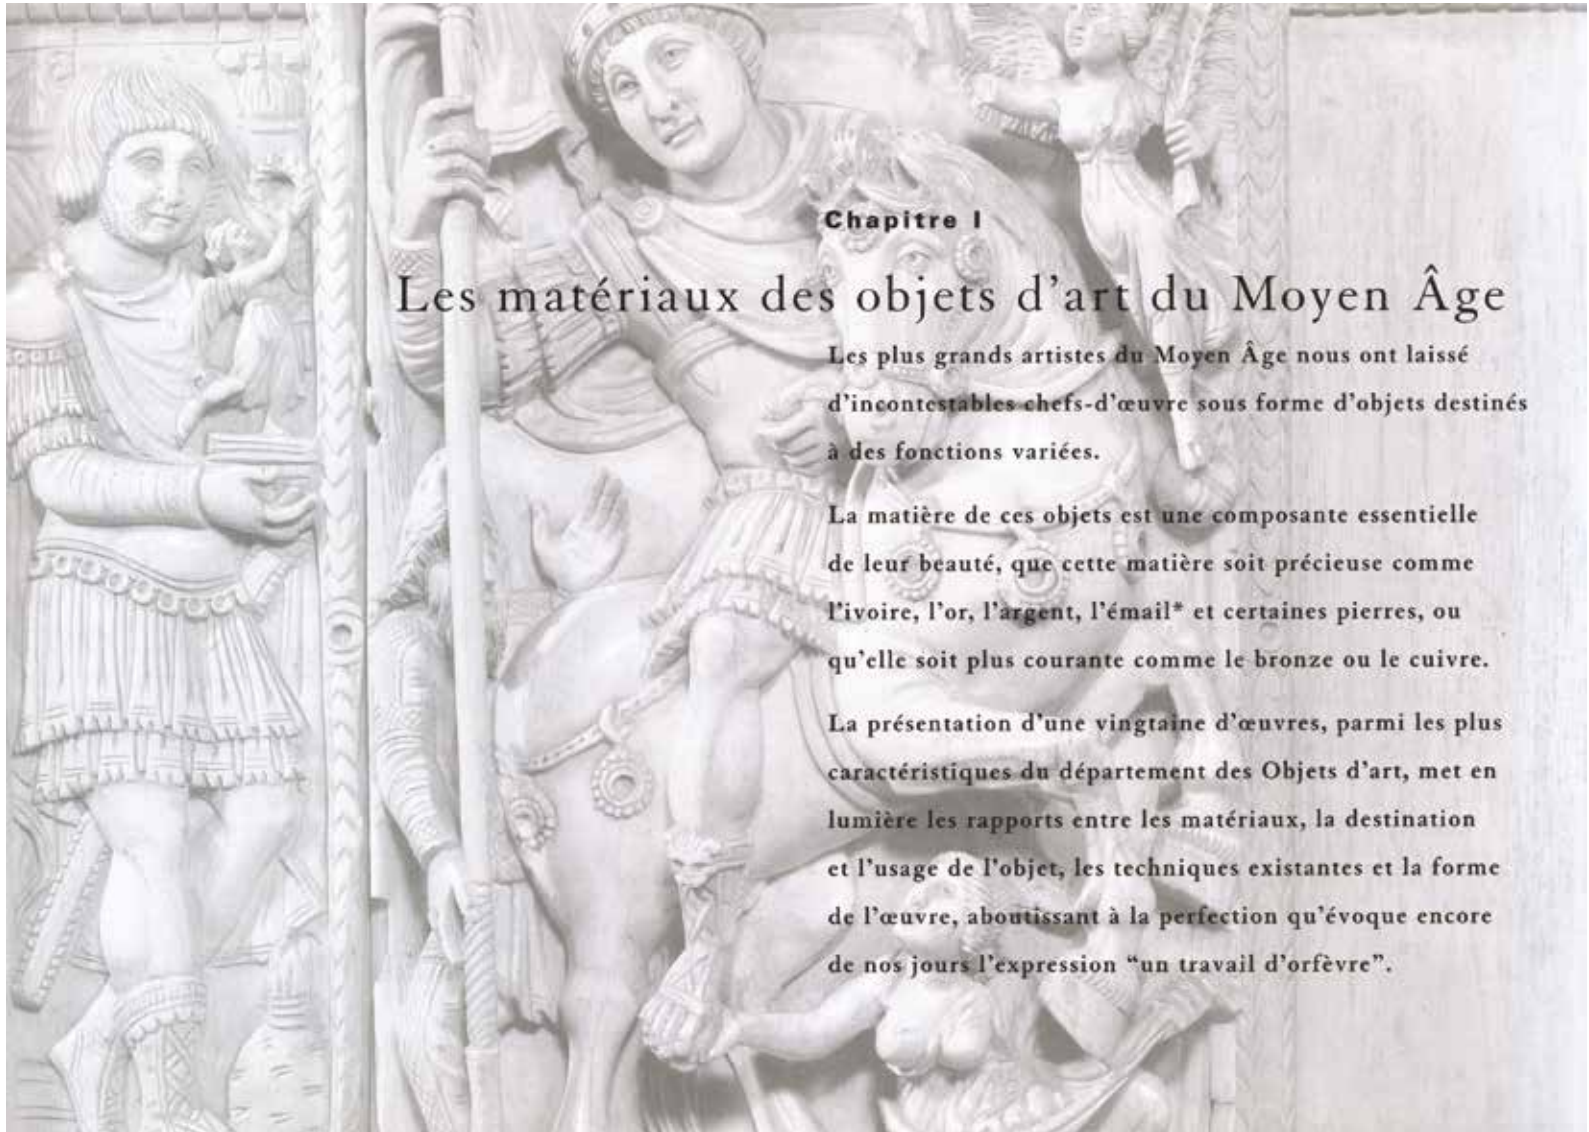 Chapitre I
Les matériaux des objets d'art du Moyen Âge
Les plus grands artistes du Moyen Âge nous ont laissé
d'incontestables chefs-d'œuvre sous forme d'objets destinés
à des fonctions variées.
La matière de ces objets est une composante essentielle
de leur beauté, que cette matière soit précieuse comme
l'ivoire, l'or, l'argent, l'émail* et certaines pierres, ou
qu'elle soit plus courante comme le bronze ou le cuivre.
La présentation d'une vingtaine d'œuvres, parmi les plus
caractéristiques du département des Objets d'art, met en
lumière les rapports entre les matériaux, la destination
et l'usage de l'objet, les techniques existantes et la forme
de l'œuvre, aboutissant à la perfection qu'évoque encore
de nos jours l'expression “un travail d'orfèvre”.